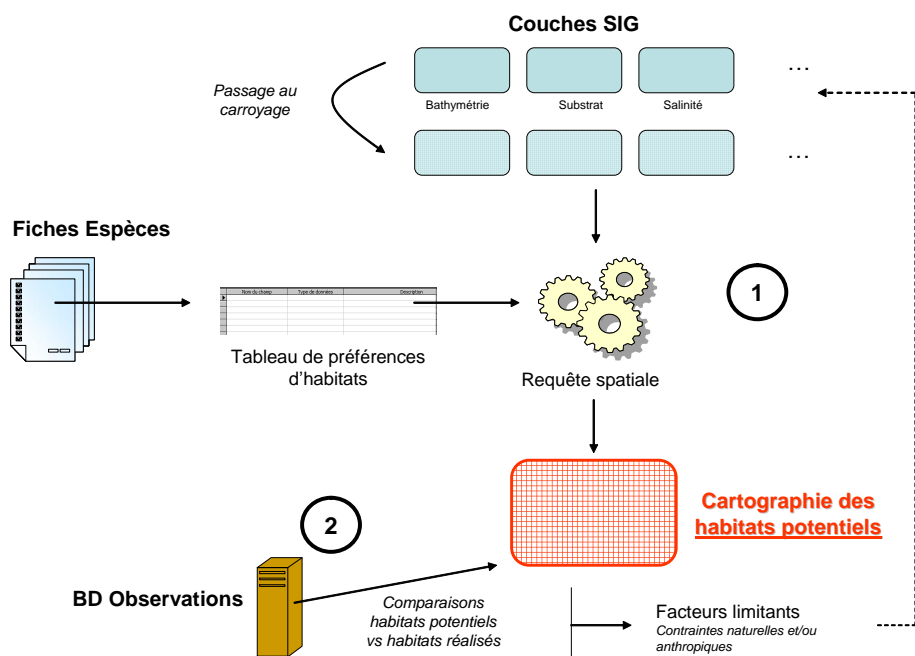 Couches SIG
Passage au
carroyage
Bathymétrie
Substrat
Salinité
...
...
Fiches Espèces
Nom du champ
Type de données
Description
Tableau de préférences
d'habitats
Requête spatiale
1
Cartographie des
habitats potentiels
2
BD Observations
Comparaisons
habitats potentiels
vs habitats réalisés
Facteurs limitants
Contraintes naturelles et/ou
anthropiques